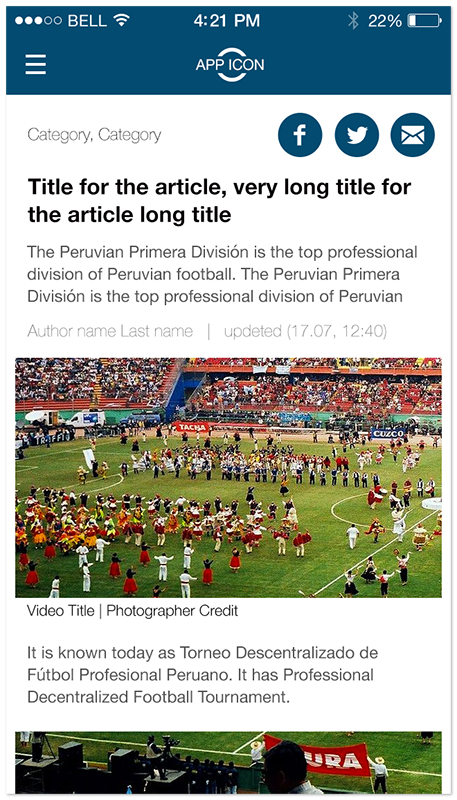 BELL 4:21 PM 22%
APP ICON
Category, Category
Title for the article, very long title for
the article long title
The Peruvian Primera División is the top professional
division of Peruvian football. The Peruvian Primera
División is the top professional division of Peruvian
Author name Last name | updeted (17.07, 12:40)
TACNA
CUZCO
Video Title | Photographer Credit
It is known today as Torneo Descentralizado de
Fútbol Profesional Peruano. It has Professional
Decentralized Football Tournament.
URA